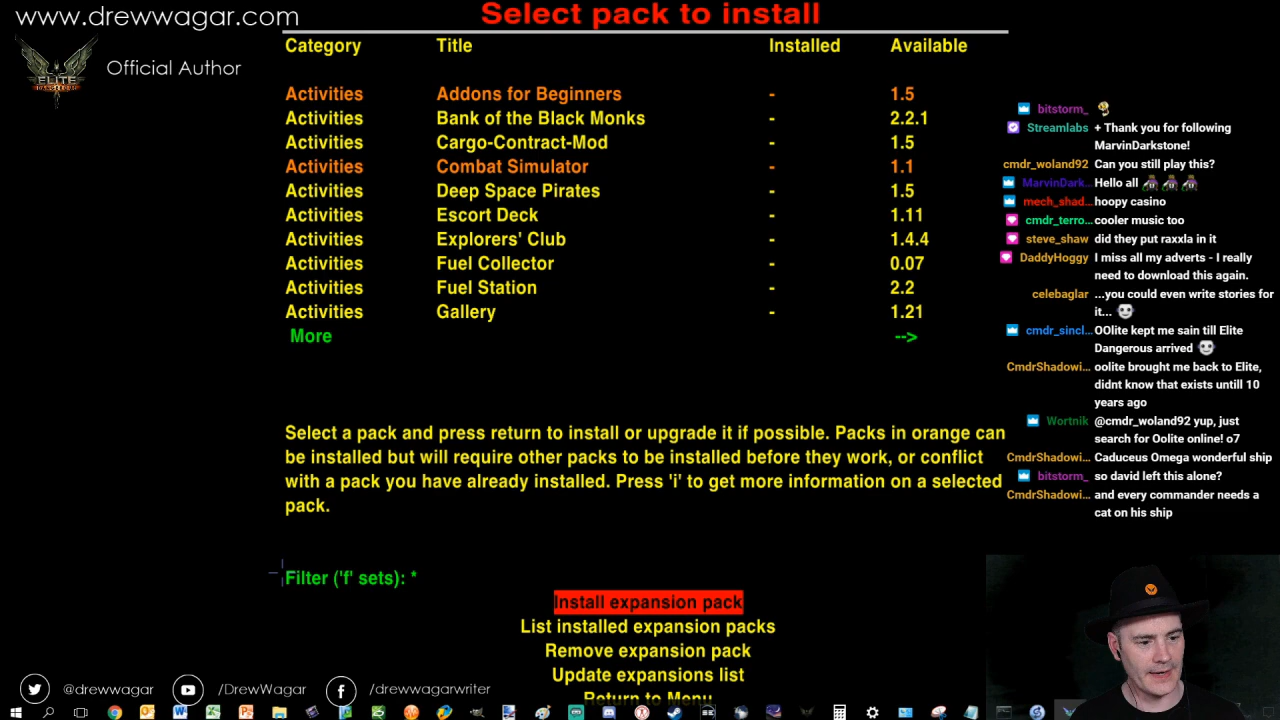 www.drewwagar.com
ELITE
DANGEROUS
Official Author
Select pack to install
Category Title Installed Available
Activities Addons for Beginners - 1.5
Activities Bank of the Black Monks - 2.2.1
Activities Cargo-Contract-Mod - 1.5
Activities Combat Simulator - 1.1
Activities Deep Space Pirates - 1.5
Activities Escort Deck - 1.11
Activities Explorers' Club - 1.4.4
Activities Fuel Collector - 0.07
Activities Fuel Station - 2.2
Activities Gallery - 1.21
More -->
Select a pack and press return to install or upgrade it if possible. Packs in orange can
be installed but will require other packs to be installed before they work, or conflict
with a pack you have already installed. Press 'i' to get more information on a selected
pack.
Filter ('f' sets): *
Install expansion pack
List installed expansion packs
Remove expansion pack
Update expansions list
Return to Menu
bitstorm_
Streamlabs + Thank you for following
MarvinDarkstone!
cmdr_woland92 Can you still play this?
MarvinDark... Hello all
mech_shad... hoopy casino
cmdr_terro... cooler music too
steve_shaw did they put raxxla in it
DaddyHoggy I miss all my adverts - I really
need to download this again.
celebaglar ...you could even write stories for
it...
cmdr_sincl... OOlite kept me sain till Elite
Dangerous arrived
CmdrShadowi... oolite brought me back to Elite,
didnt know that exists untill 10
years ago
Wortnik @cmdr_woland92 yup, just
search for Oolite online! o7
CmdrShadowi... Caduceus Omega wonderful ship
bitstorm_ so david left this alone?
CmdrShadowi... and every commander needs a
cat on his ship
@drewwagar /DrewWagar /drewwagarwriter